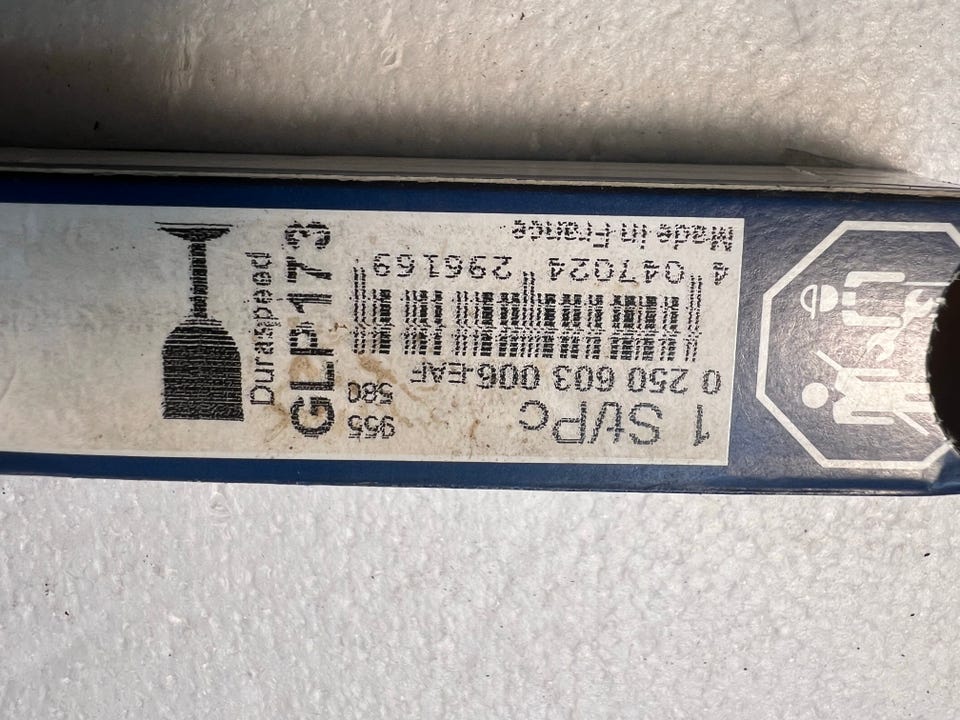 1 St/Pc
0 250 603 006-EAF
4 047024 296169
Made in France
955
580
Duraspeed
GLP173